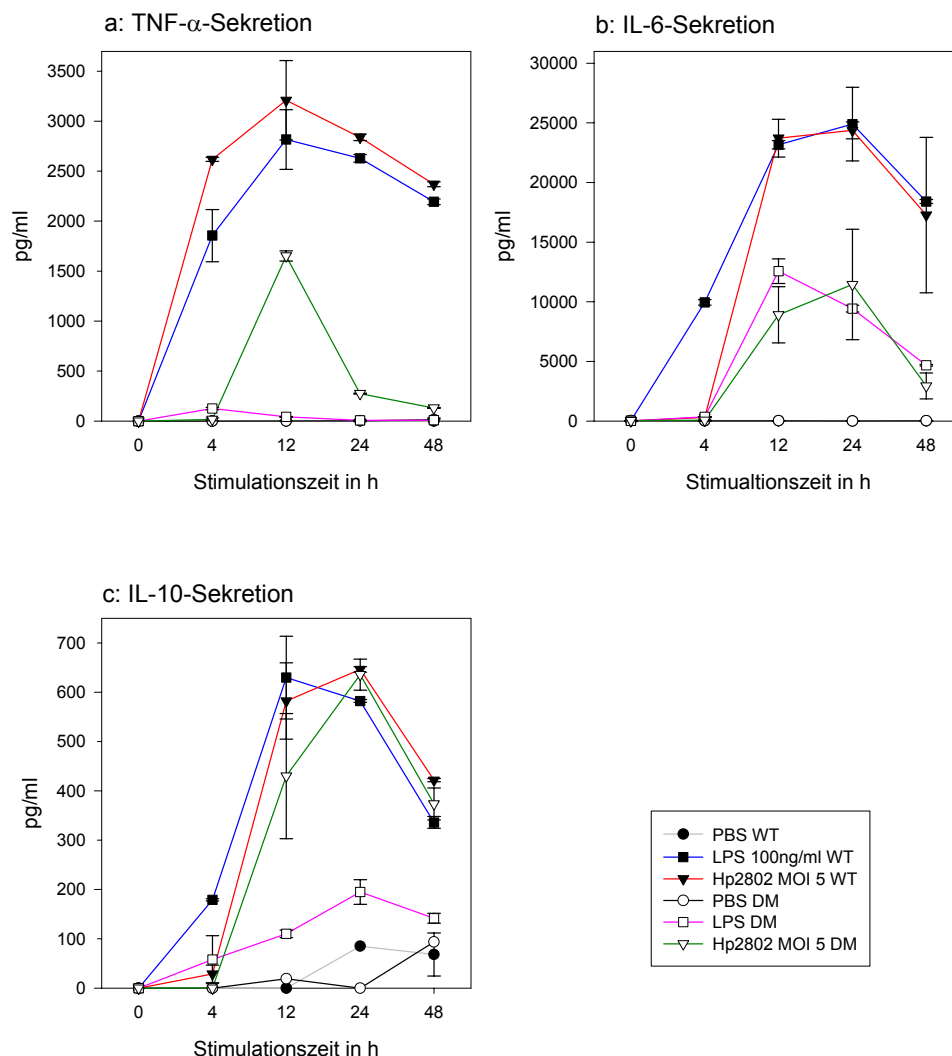 a: TNF-α-Sekretion
3500
3000
2500
2000
1500
1000
500
0
pg/ml
0 4 12 24 48
Stimulationszeit in h
b: IL-6-Sekretion
30000
25000
20000
15000
10000
5000
0
pg/ml
0 4 12 24 48
Stimualtionszeit in h
c: IL-10-Sekretion
700
600
500
400
300
200
100
0
pg/ml
0 4 12 24 48
Stimulationszeit in h
PBS WT
LPS 100ng/ml WT
Hp2802 MOI 5 WT
PBS DM
LPS DM
Hp2802 MOI 5 DM